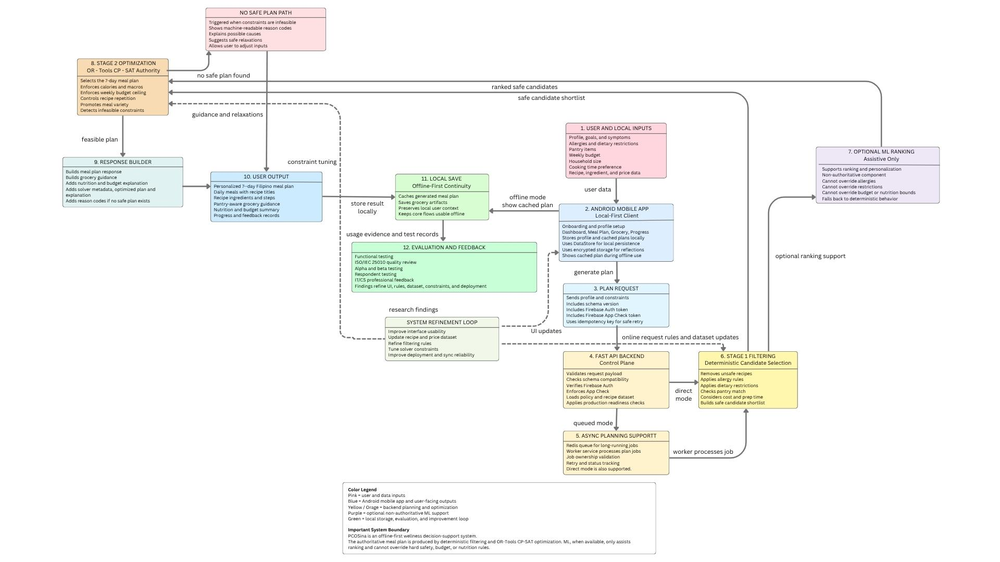 NO SAFE PLAN PATH
Triggered when constraints are infeasible
Shows machine-readable reason codes
Explains possible causes
Suggests safe relaxations
Allows user to adjust inputs
8. STAGE 2 OPTIMIZATION
OR - Tools CP - SAT Authority
Selects the 7-day meal plan
Enforces calories and macros
Enforces weekly budget ceiling
Controls recipe repetition
Promotes meal variety
Detects infeasible constraints
no safe plan found
ranked safe candidates
safe candidate shortlist
guidance and relaxations
feasible plan
constraint tuning
9. RESPONSE BUILDER
Builds meal plan response
Builds grocery guidance
Adds nutrition and budget explanation
Adds solver metadata, optimized plan and
explanation
Adds reason codes if no safe plan exists
10. USER OUTPUT
Personalized 7--day Filipino meal plan
Daily meals with recipe titles
Recipe ingredients and steps
Pantry-aware grocery guidance
Nutrition and budget summary
Progress and feedback records
store result
locally
11. LOCAL SAVE
Offline-First Continuity
Caches generated meal plan
Saves grocery artifacts
Preserves local user context
Keeps core flows usable offline
offline mode
show cached plan
1. USER AND LOCAL INPUTS
Profile, goals, and symptoms
Allergies and dietary restrictions
Pantry items
Weekly budget
Household size
Cooking time preference
Recipe, ingredient, and price data
user data
2. ANDROID MOBILE APP
Local-First Client
Onboarding and profile setup
Dashboard, Meal Plan, Grocery, Progress
Stores profile and cached plans locally
Uses DataStore for local persistence
Uses encrypted storage for reflections
Shows cached plan during offline use
7. OPTIONAL ML RANKING
Assistive Only
Supports ranking and personalization
Non-authoritative component
Cannot override allergies
Cannot override restrictions
Cannot override budget or nutrition bounds
Falls back to deterministic behavior
optional ranking support
usage evidence and test records
12. EVALUATION AND FEEDBACK
Functional testing
ISO/IEC 25010 quality review
Alpha and beta testing
Respondent testing
IT/CS professional feedback
Findings refine UI, rules, dataset, constraints, and deployment
generate plan
3. PLAN REQUEST
Sends profile and constraints
Includes schema version
Includes Firebase Auth token
Includes Firebase App Check token
Uses idempotency key for safe retry
research findings
SYSTEM REFINEMENT LOOP
Improve interface usability
Update recipe and price dataset
Refine filtering rules
Tune solver constraints
Improve deployment and sync reliability
UI updates
online request rules and dataset updates
4. FAST API BACKEND
Control Plane
Validates request payload
Checks schema compatibility
Verifies Firebase Auth
Enforces App Check
Loads policy and recipe dataset
Applies production readiness checks
direct
mode
6. STAGE 1 FILTERING
Deterministic Candidate Selection
Removes unsafe recipes
Applies allergy rules
Applies dietary restrictions
Checks pantry match
Considers cost and prep time
Builds safe candidate shortlist
queued mode
5. ASYNC PLANNING SUPPORTT
Redis queue for long-running jobs
Worker service processes plan jobs
Job ownership validation
Retry and status tracking
Direct mode is also supported.
worker processes job
Color Legend
Pink = user and data inputs
Blue = Android mobile app and user-facing outputs
Yellow / Orage = backend planning and optimization
Purple = optional non-authoritative ML support
Green = local storage, evaluation, and improvement loop
Important System Boundary
PCOSina is an offline-first wellness decision-support system.
The authoritative meal plan is produced by deterministic filtering and OR-Tools CP-SAT optimization. ML, when available, only assists
ranking and cannot override hard safety, budget, or nutrition rules.